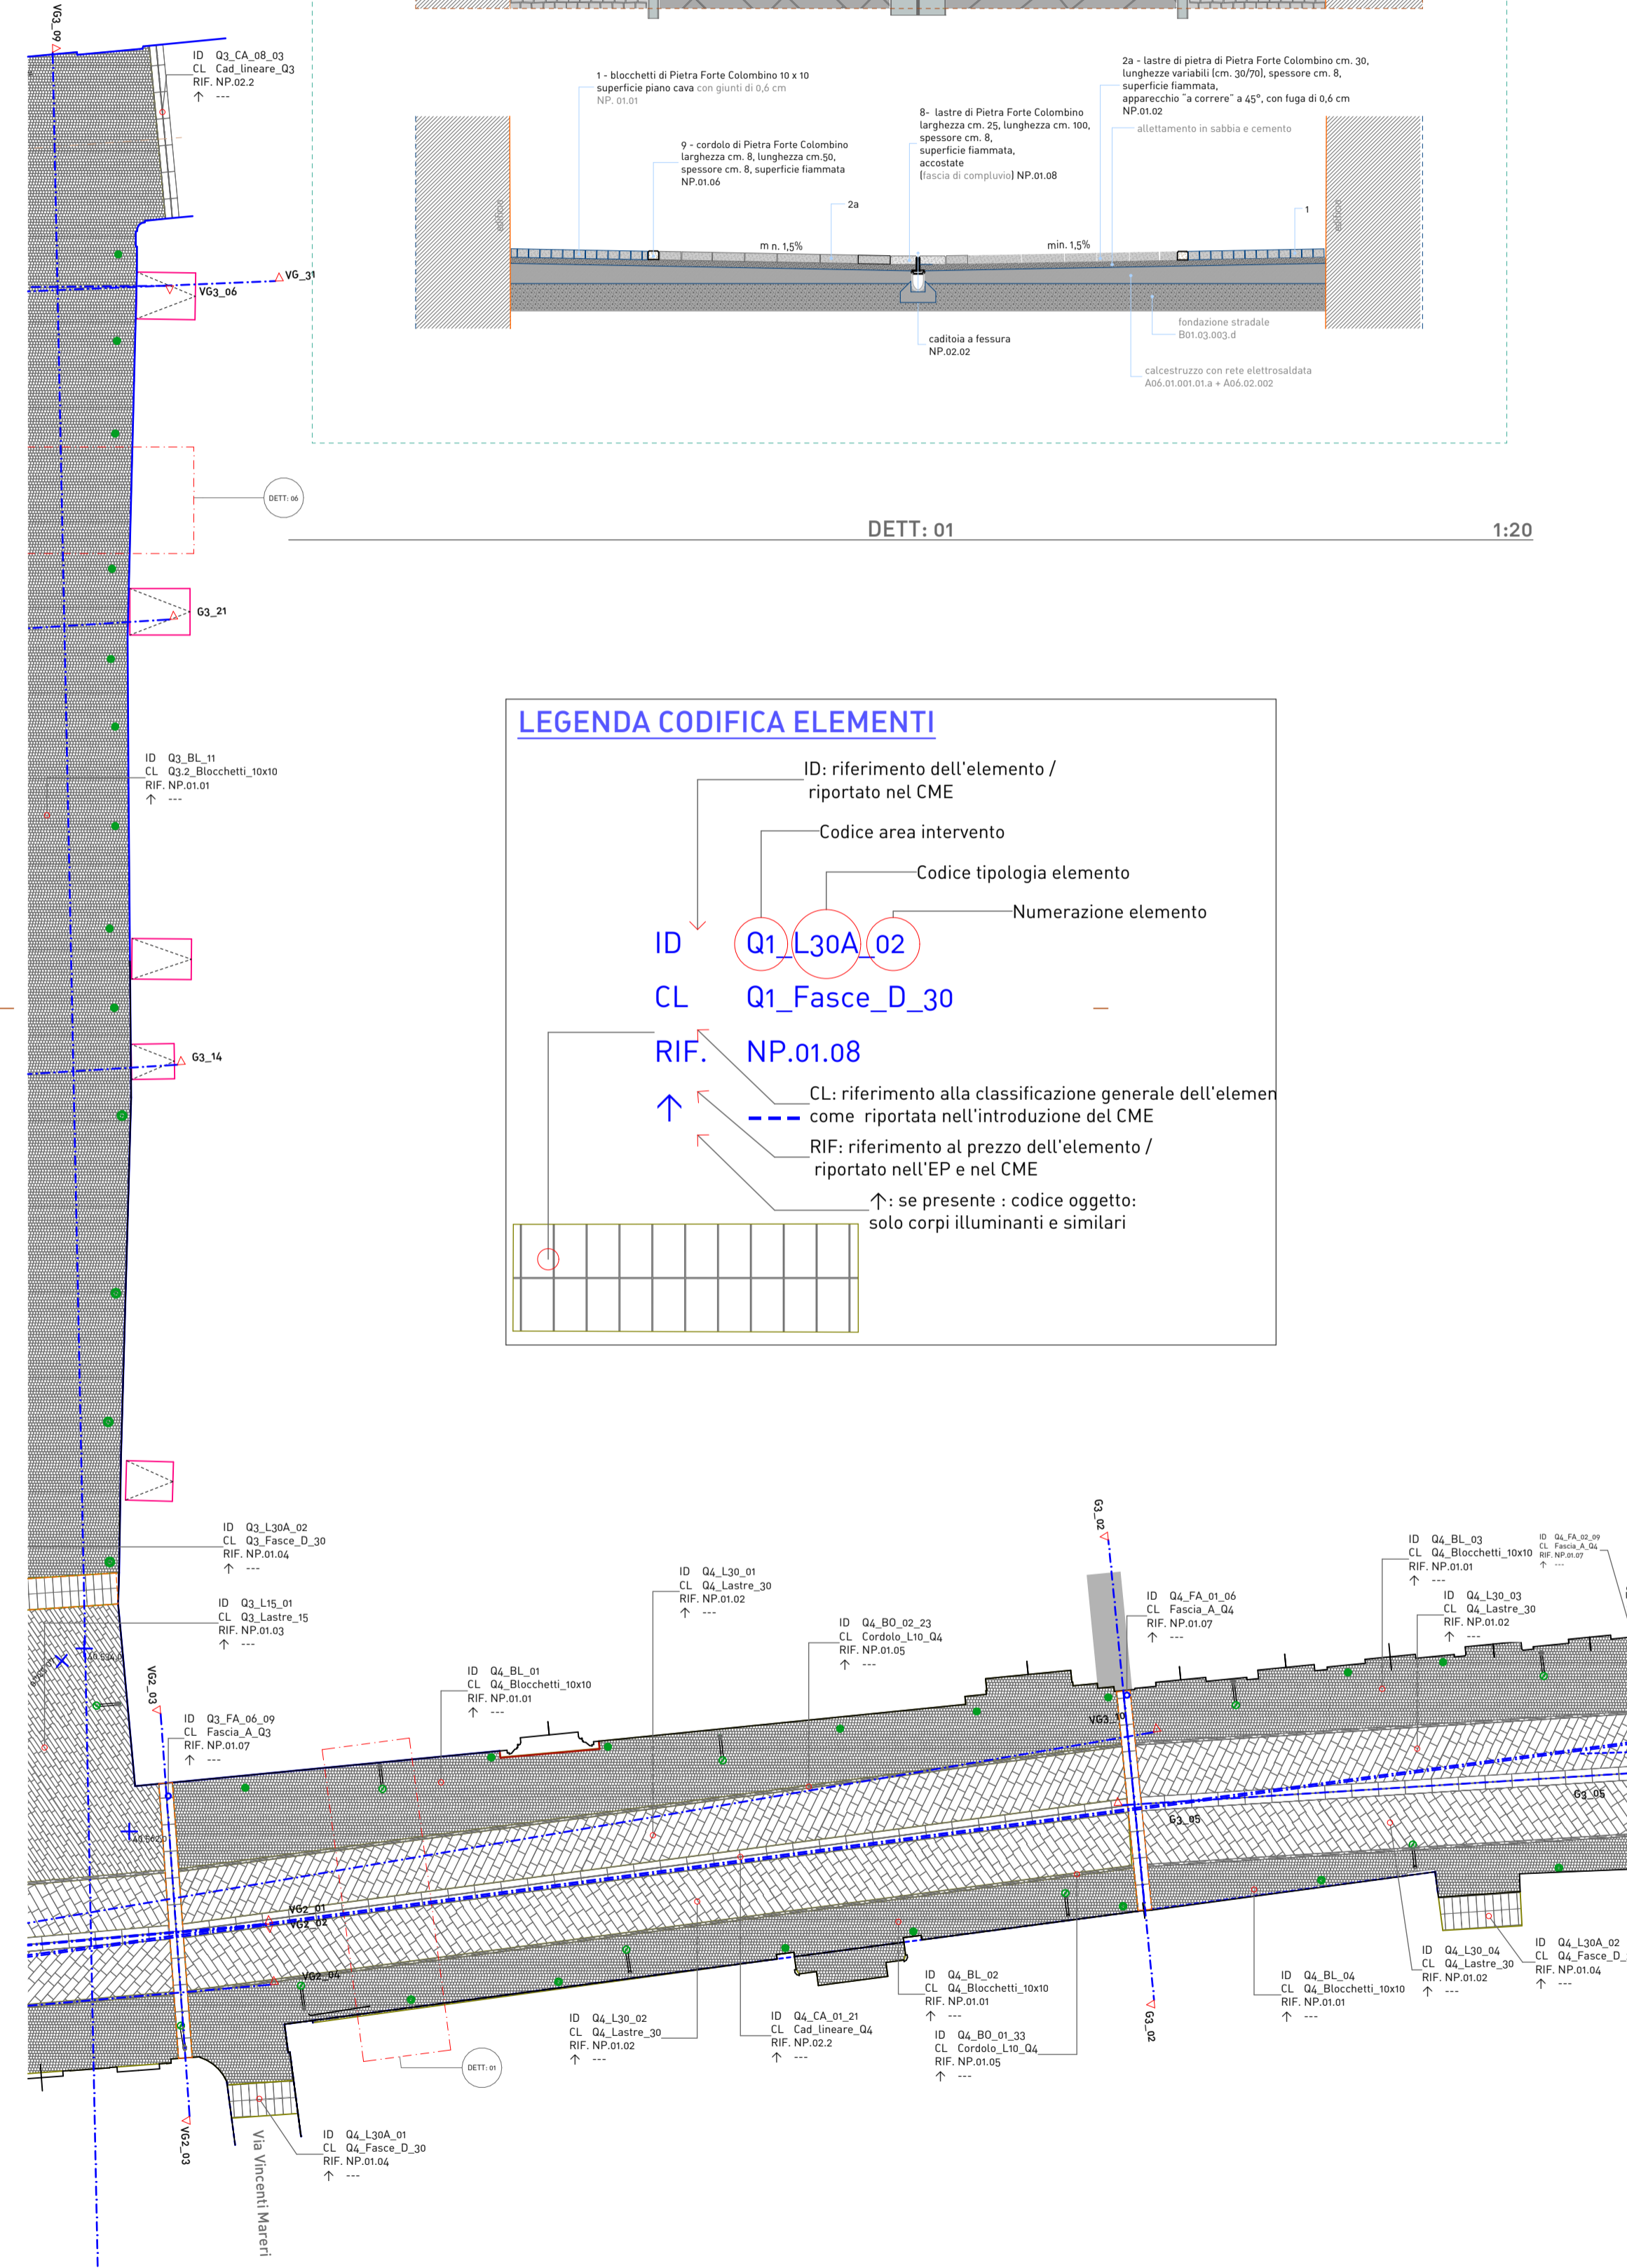 VG3_09
ID Q3_CA_08_03
CL Cad_lineare_Q3
RIF. NP.02.2
↑ ---
1 - blocchetti di Pietra Forte Colombino 10 x 10
superficie piano cava con giunti di 0,6 cm
NP. 01.01
9 - cordolo di Pietra Forte Colombino
larghezza cm. 8, lunghezza cm.50,
spessore cm. 8, superficie fiammata
NP.01.06
8- lastre di Pietra Forte Colombino
larghezza cm. 25, lunghezza cm. 100,
spessore cm. 8,
superficie fiammata,
accostate
(fascia di compluvio) NP.01.08
2a - lastre di pietra di Pietra Forte Colombino cm. 30,
lunghezze variabili (cm. 30/70), spessore cm. 8,
superficie fiammata,
apparecchio "a correre" a 45°, con fuga di 0,6 cm
NP.01.02
allettamento in sabbia e cemento
2a
1
edificio
edificio
m n. 1,5%
min. 1,5%
caditoia a fessura
NP.02.02
fondazione stradale
B01.03.003.d
calcestruzzo con rete elettrosaldata
A06.01.001.01.a + A06.02.002
VG_31
VG3_06
DETT: 06
DETT: 01
1:20
G3_21
LEGENDA CODIFICA ELEMENTI
ID: riferimento dell'elemento /
riportato nel CME
Codice area intervento
Codice tipologia elemento
Numerazione elemento
ID Q1_L30A_02
CL Q1_Fasce_D_30
RIF. NP.01.08
↑ ---
CL: riferimento alla classificazione generale dell'elemen
come riportata nell'introduzione del CME
RIF: riferimento al prezzo dell'elemento /
riportato nell'EP e nel CME
↑: se presente : codice oggetto:
solo corpi illuminanti e similari
ID Q3_BL_11
CL Q3.2_Blocchetti_10x10
RIF. NP.01.01
↑ ---
G3_14
ID Q3_L30A_02
CL Q3_Fasce_D_30
RIF. NP.01.04
↑ ---
ID Q3_L15_01
CL Q3_Lastre_15
RIF. NP.01.03
↑ ---
VG2_03
ID Q3_FA_06_09
CL Fascia_A_Q3
RIF. NP.01.07
↑ ---
ID Q4_BL_01
CL Q4_Blocchetti_10x10
RIF. NP.01.01
↑ ---
ID Q4_L30_01
CL Q4_Lastre_30
RIF. NP.01.02
↑ ---
ID Q4_BO_02_23
CL Cordolo_L10_Q4
RIF. NP.01.05
↑ ---
G3_02
ID Q4_FA_01_06
CL Fascia_A_Q4
RIF. NP.01.07
↑ ---
ID Q4_BL_03
CL Q4_Blocchetti_10x10
RIF. NP.01.01
↑ ---
ID Q4_FA_02_09
CL Fascia_A_Q4
RIF. NP.01.07
↑ ---
ID Q4_L30_03
CL Q4_Lastre_30
RIF. NP.01.02
↑ ---
VG3_10
G3_05
G3_05
VG2_01
VG2_02
VG2_04
ID Q4_L30_02
CL Q4_Lastre_30
RIF. NP.01.02
↑ ---
ID Q4_CA_01_21
CL Cad_lineare_Q4
RIF. NP.02.2
↑ ---
ID Q4_BL_02
CL Q4_Blocchetti_10x10
RIF. NP.01.01
↑ ---
ID Q4_BO_01_33
CL Cordolo_L10_Q4
RIF. NP.01.05
↑ ---
G3_02
ID Q4_BL_04
CL Q4_Blocchetti_10x10
RIF. NP.01.01
↑ ---
ID Q4_L30_04
CL Q4_Lastre_30
RIF. NP.01.02
↑ ---
ID Q4_L30A_02
CL Q4_Fasce_D_
RIF. NP.01.04
↑ ---
DETT: 01
VG2_03
ID Q4_L30A_01
CL Q4_Fasce_D_30
RIF. NP.01.04
↑ ---
Via Vincenti Mareri